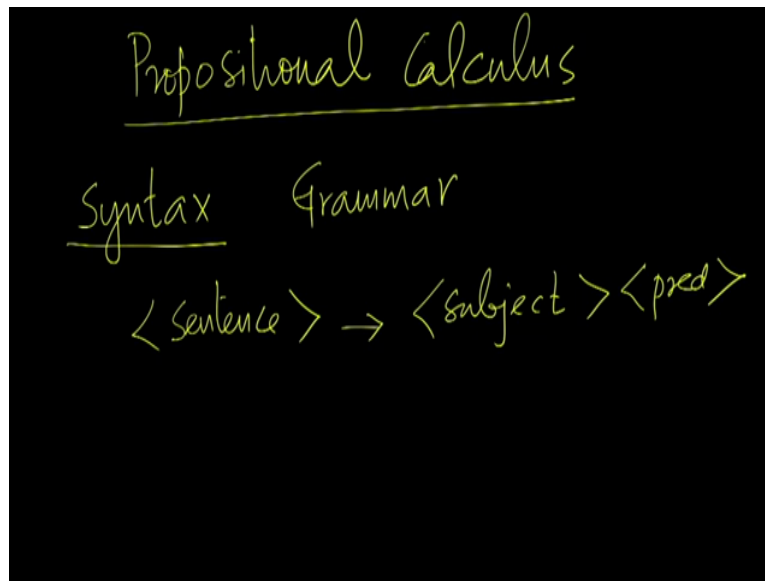 Propositional Calculus
Syntax Grammar
<sentence> → <subject> <pred>